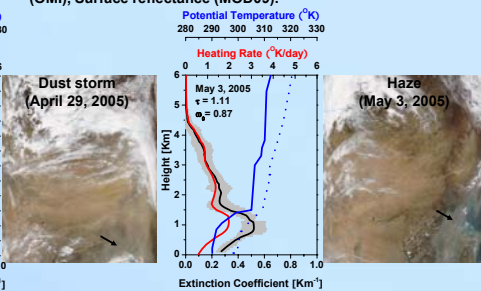 (OMI), Surface reflectance (MOD09).
Potential Temperature (°K)
280 290 300 310 320 330
Heating Rate (°K/day)
0 1 2 3 4 5 6
Dust storm
(April 29, 2005)
May 3, 2005
τ = 1.11
ω₀ = 0.87
Haze
(May 3, 2005)
Height [Km]
6
5
4
3
2
1
0
0.0 0.2 0.4 0.6 0.8 1.0
Extinction Coefficient [Km⁻¹]